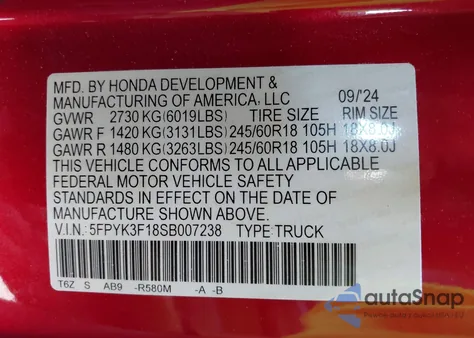 MFD. BY HONDA DEVELOPMENT &
MANUFACTURING OF AMERICA, LLC 09/24
GVWR 2730 KG(6019LBS) TIRE SIZE RIM SIZE
GAWR F 1420 KG(3131LBS) 245/60R18 105H 18X8.0J
GAWR R 1480 KG(3263LBS) 245/60R18 105H 18X8.0J
THIS VEHICLE CONFORMS TO ALL APPLICABLE
FEDERAL MOTOR VEHICLE SAFETY
STANDARDS IN EFFECT ON THE DATE OF
MANUFACTURE SHOWN ABOVE.
V.I.N.: 5FPYK3F18SB007238 TYPE: TRUCK
T6Z S AB9 -R580M -A -B
autoSnap